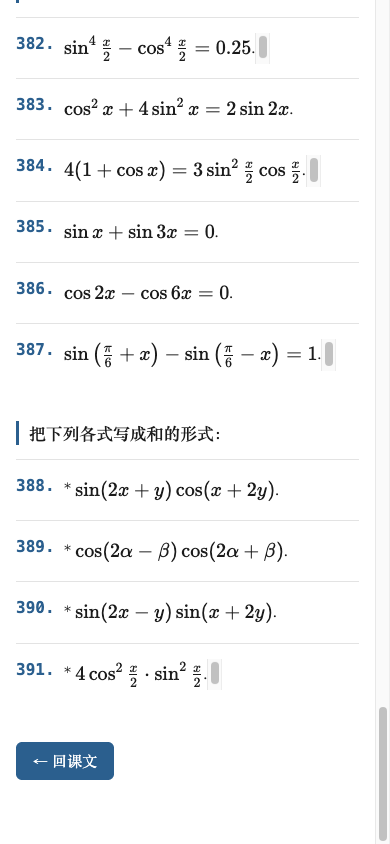 382. sin⁴ x/2 − cos⁴ x/2 = 0.25.
383. cos² x + 4 sin² x = 2 sin 2x.
384. 4(1 + cos x) = 3 sin² x/2 cos x/2.
385. sin x + sin 3x = 0.
386. cos 2x − cos 6x = 0.
387. sin (π/6 + x) − sin (π/6 − x) = 1.
把下列各式写成和的形式：
388. * sin(2x + y) cos(x + 2y).
389. * cos(2α − β) cos(2α + β).
390. * sin(2x − y) sin(x + 2y).
391. * 4 cos² x/2 · sin² x/2.
← 回课文